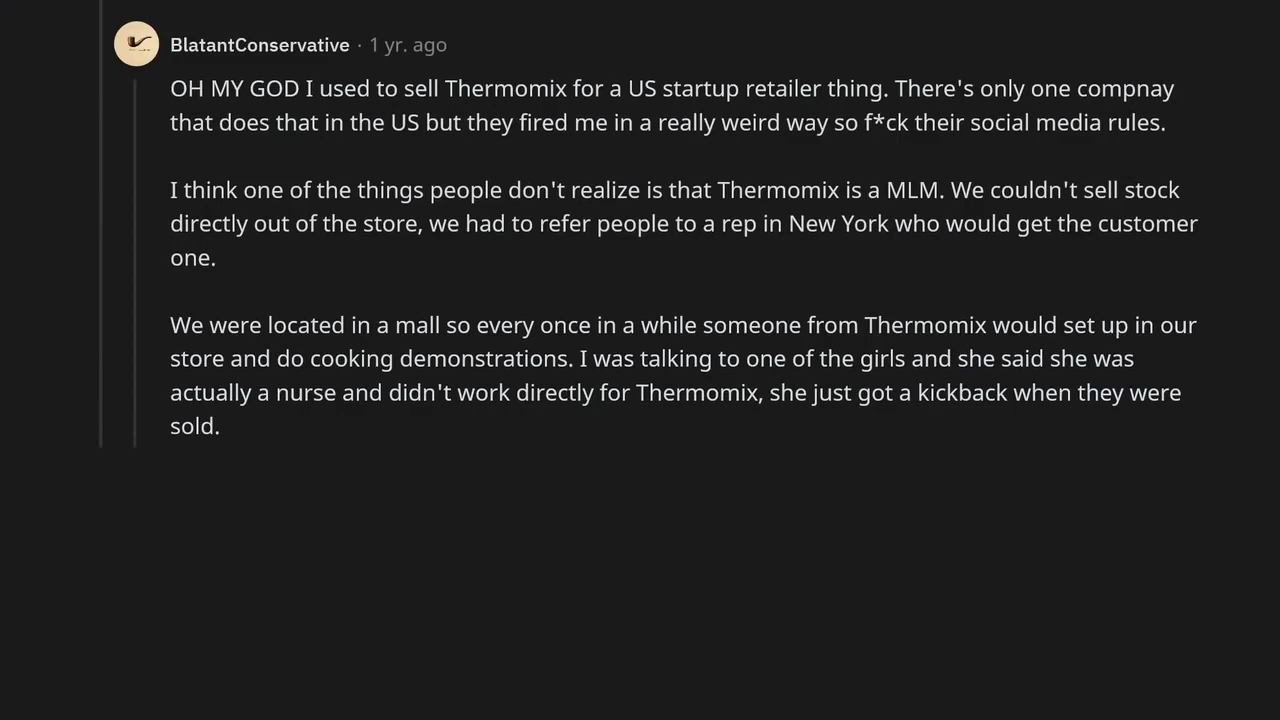 BlatantConservative · 1 yr. ago
OH MY GOD I used to sell Thermomix for a US startup retailer thing. There's only one compnay
that does that in the US but they fired me in a really weird way so f*ck their social media rules.
I think one of the things people don't realize is that Thermomix is a MLM. We couldn't sell stock
directly out of the store, we had to refer people to a rep in New York who would get the customer
one.
We were located in a mall so every once in a while someone from Thermomix would set up in our
store and do cooking demonstrations. I was talking to one of the girls and she said she was
actually a nurse and didn't work directly for Thermomix, she just got a kickback when they were
sold.